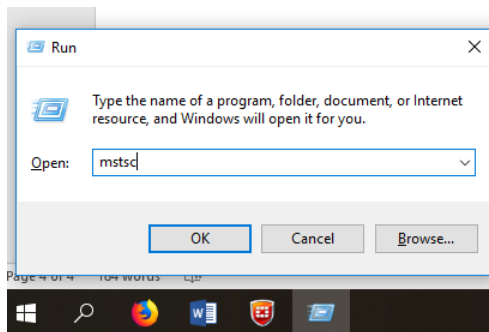 Run
Type the name of a program, folder, document, or Internet
resource, and Windows will open it for you.
Open: mstsc
OK Cancel Browse...
Page 4 of 4 164 words